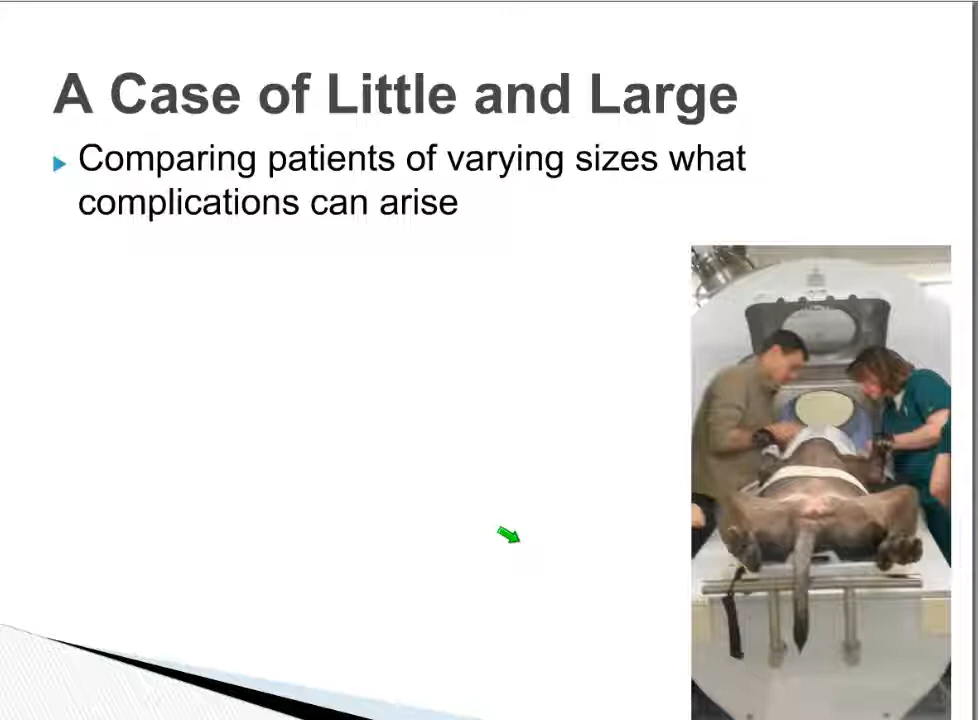 A Case of Little and Large
Comparing patients of varying sizes what
complications can arise